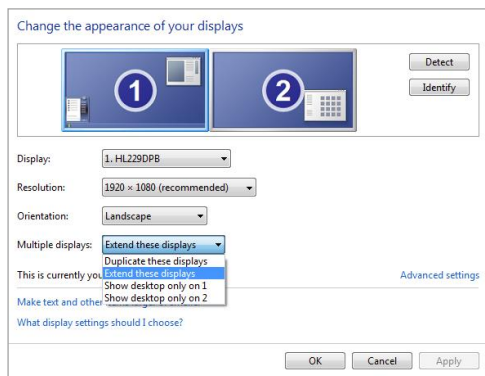 Change the appearance of your displays
1
2
Detect
Identify
Display:
1. HL229DPB
Resolution:
1920 × 1080 (recommended)
Orientation:
Landscape
Multiple displays:
Extend these displays
Duplicate these displays
This is currently you
Extend these displays
Advanced settings
Show desktop only on 1
Make text and other
Show desktop only on 2
What display settings should I choose?
OK
Cancel
Apply